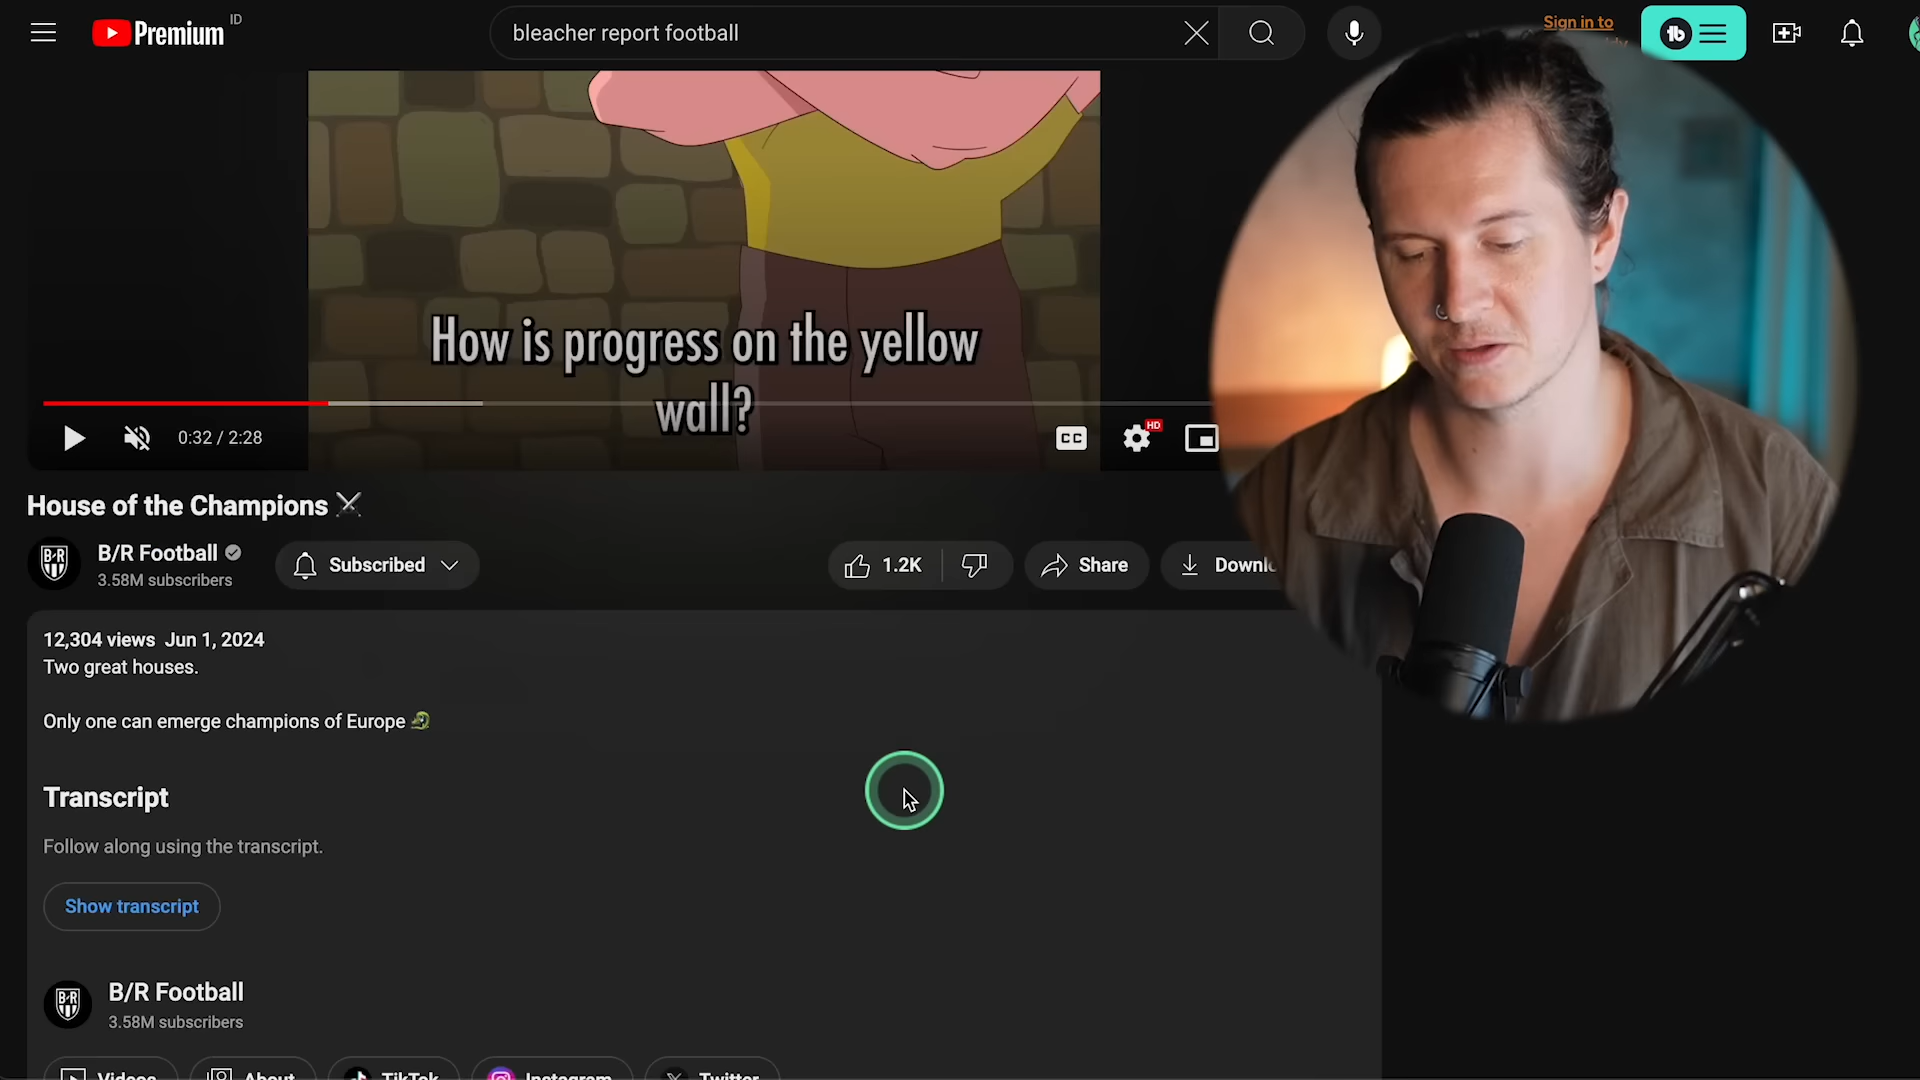 Premium ID
bleacher report football
Sign in to
How is progress on the yellow
wall?
0:32 / 2:28
CC
HD
House of the Champions
B/R Football
3.58M subscribers
Subscribed
1.2K
Share
12,304 views Jun 1, 2024
Two great houses.
Only one can emerge champions of Europe
Transcript
Follow along using the transcript.
Show transcript
B/R Football
3.58M subscribers
Videos
About
TikTok
Instagram
Twitter